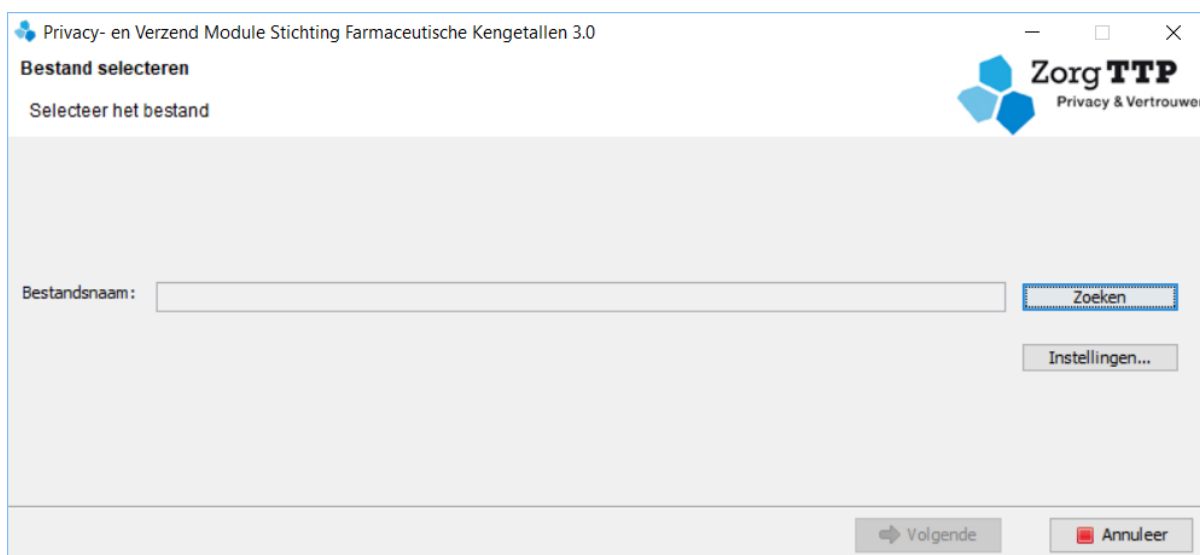 Privacy- en Verzend Module Stichting Farmaceutische Kengetallen 3.0
Bestand selecteren
Selecteer het bestand
Zorg TTP
Privacy & Vertrouwen
Bestandsnaam:
Zoeken
Instellingen...
Volgende
Annuleer